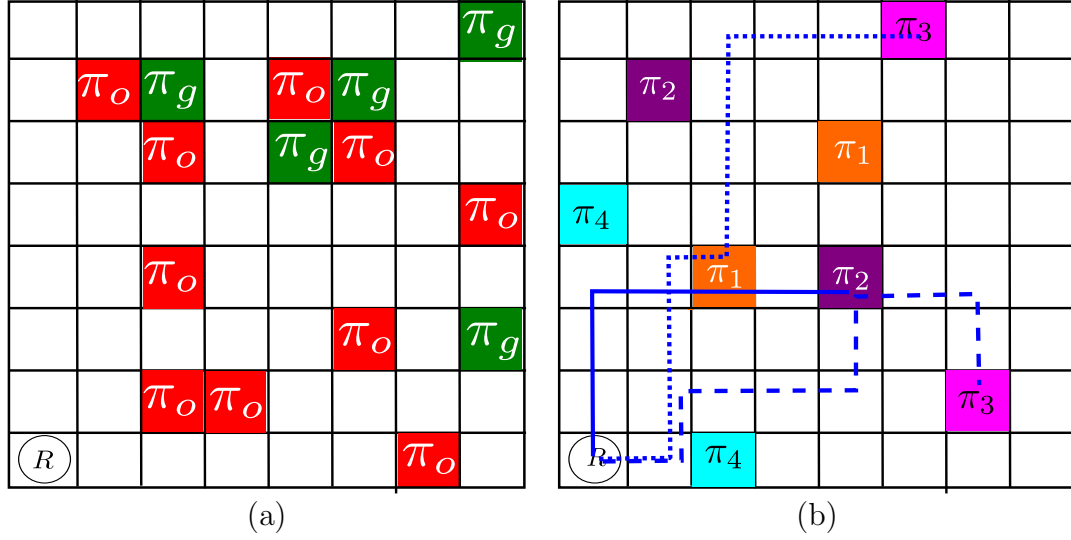 π_g π_3
π_o π_g π_o π_g π_2
π_o π_g π_o π_1
π_o π_4
π_o π_1 π_2
π_o π_g
π_o π_o π_3
R π_o R π_4
(a) (b)